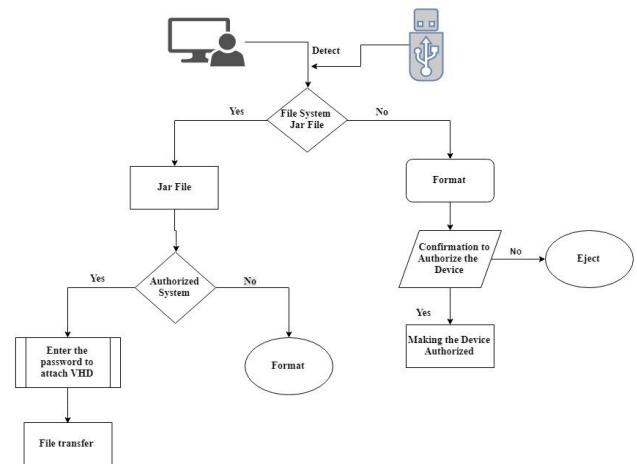 Detect
Yes
File System
Jar File
No
Jar File
Format
Confirmation to
Authorize the
Device
No
Eject
Yes
Authorized
System
No
Yes
Making the Device
Authorized
Enter the
password to
attach VHD
Format
File transfer